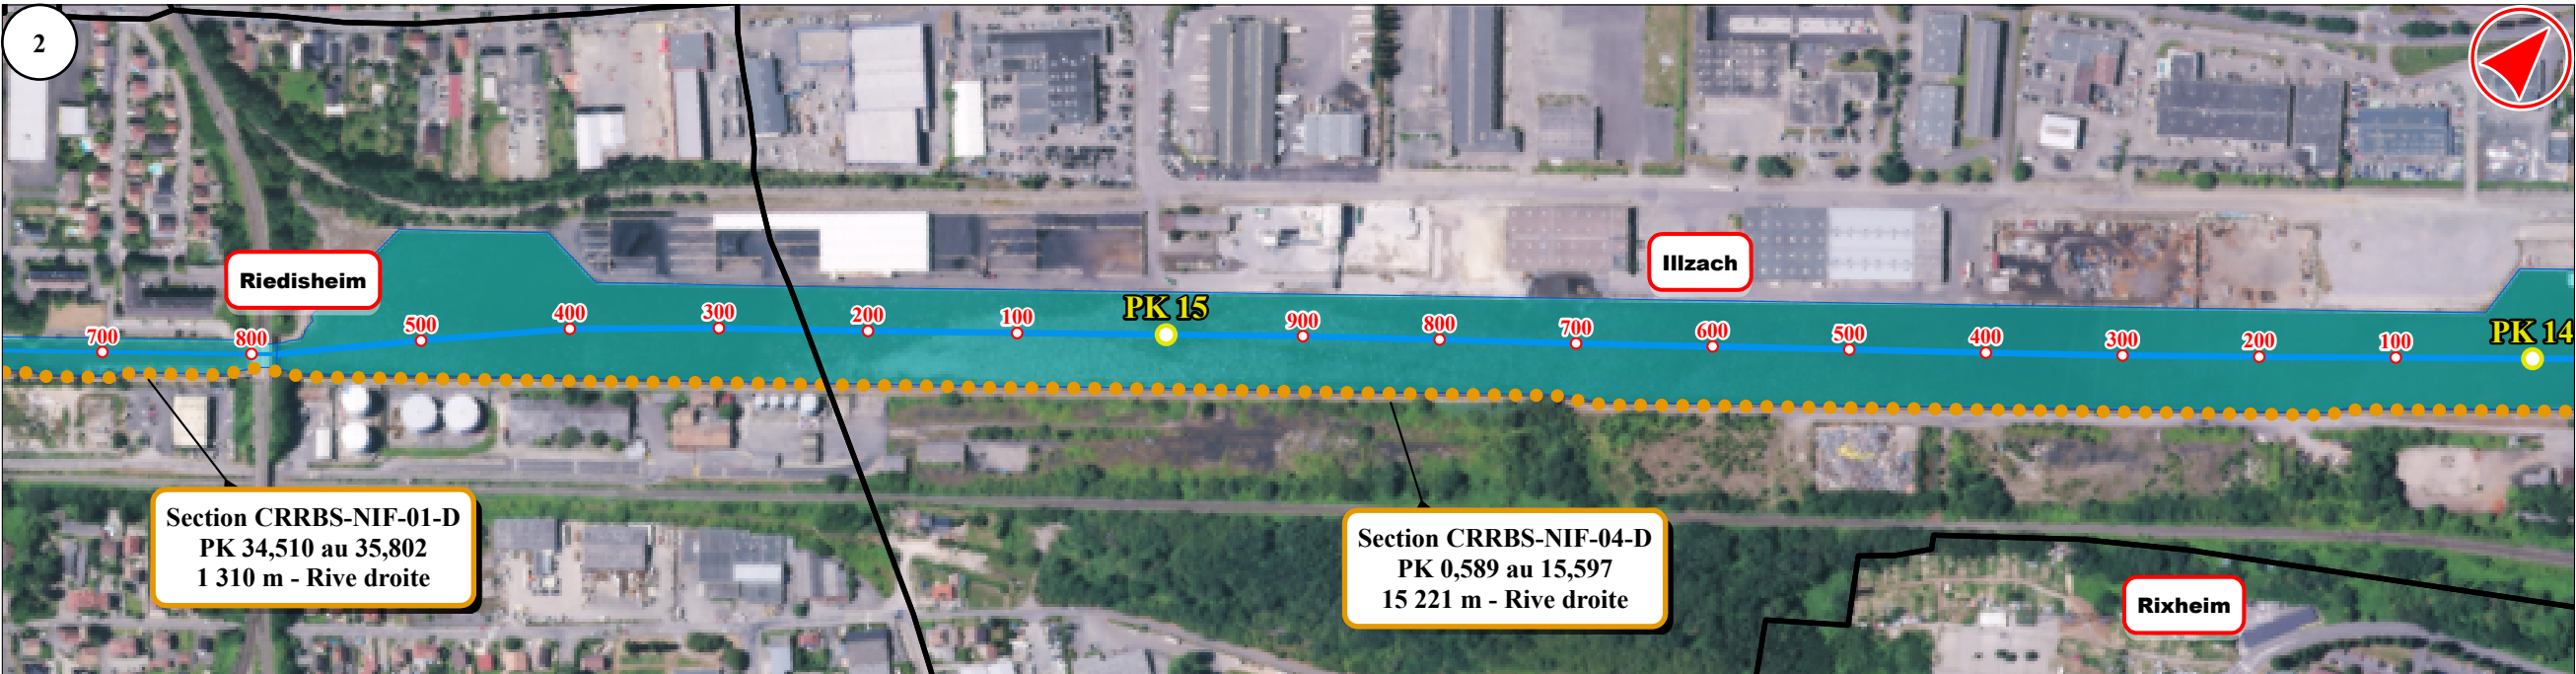 2
Riedisheim
Illzach
700
800
500
400
300
200
100
PK 15
900
800
700
600
500
400
300
200
100
PK 14
Section CRRBS-NIF-01-D
PK 34,510 au 35,802
1 310 m - Rive droite
Section CRRBS-NIF-04-D
PK 0,589 au 15,597
15 221 m - Rive droite
Rixheim